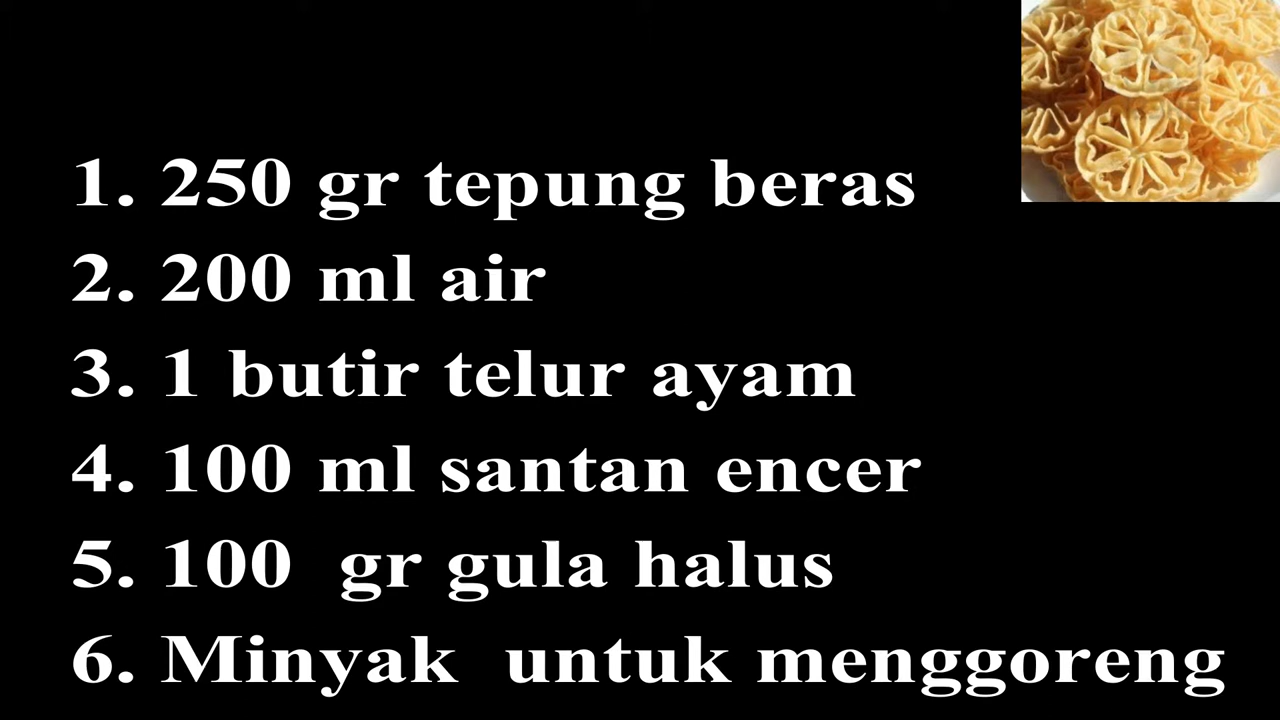 1. 250 gr tepung beras
2. 200 ml air
3. 1 butir telur ayam
4. 100 ml santan encer
5. 100 gr gula halus
6. Minyak untuk menggoreng